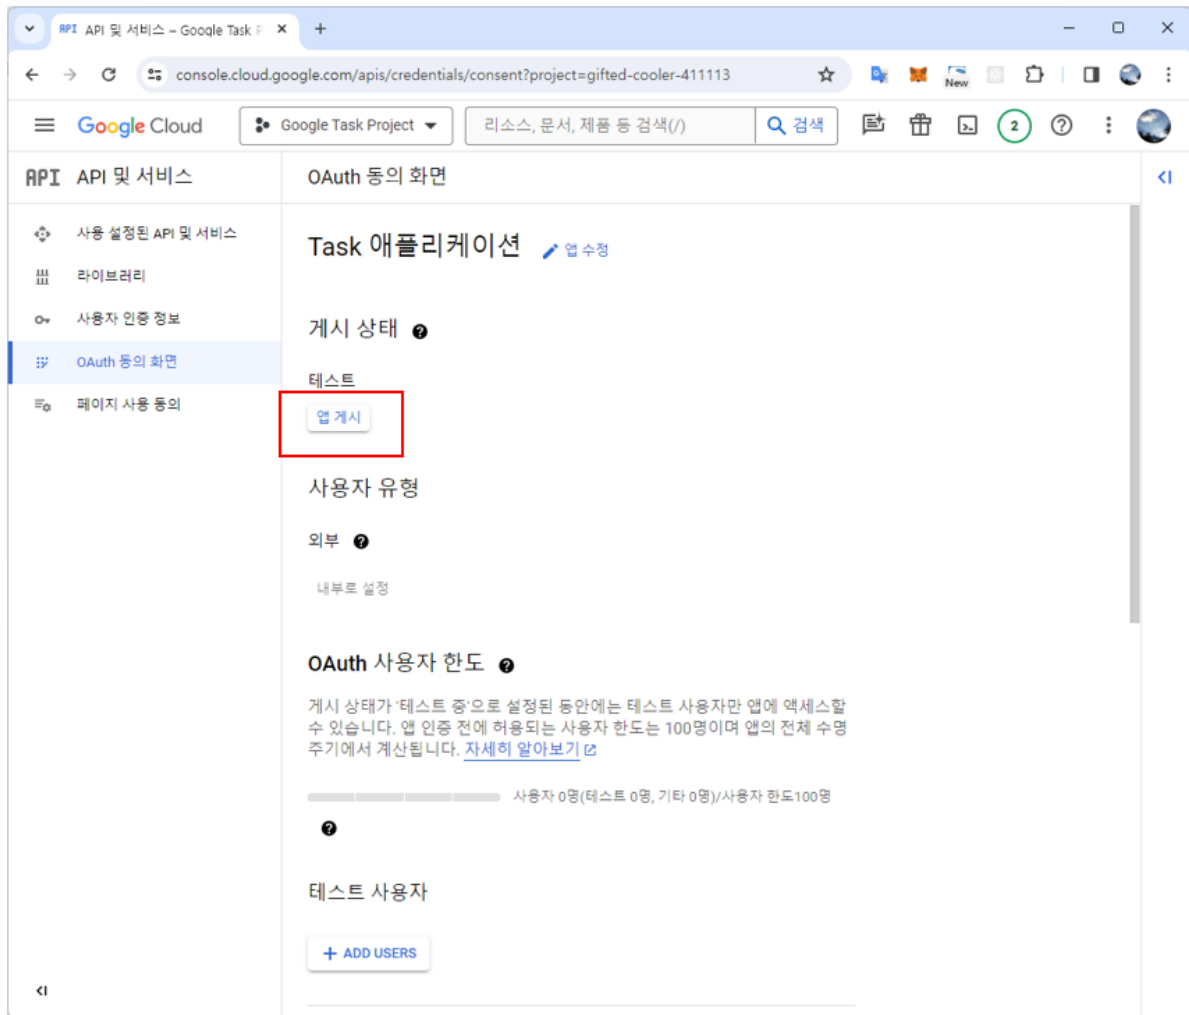 API API 및 서비스 – Google Task P
console.cloud.google.com/apis/credentials/consent?project=gifted-cooler-411113
New
Google Cloud
Google Task Project
리소스, 문서, 제품 등 검색(/)
검색
2
API API 및 서비스
OAuth 동의 화면
사용 설정된 API 및 서비스
라이브러리
사용자 인증 정보
OAuth 동의 화면
페이지 사용 동의
Task 애플리케이션
앱 수정
게시 상태
테스트
앱 게시
사용자 유형
외부
내부로 설정
OAuth 사용자 한도
게시 상태가 '테스트 중'으로 설정된 동안에는 테스트 사용자만 앱에 액세스할
수 있습니다. 앱 인증 전에 허용되는 사용자 한도는 100명이며 앱의 전체 수명
주기에서 계산됩니다. 자세히 알아보기
사용자 0명(테스트 0명, 기타 0명)/사용자 한도100명
테스트 사용자
+ ADD USERS